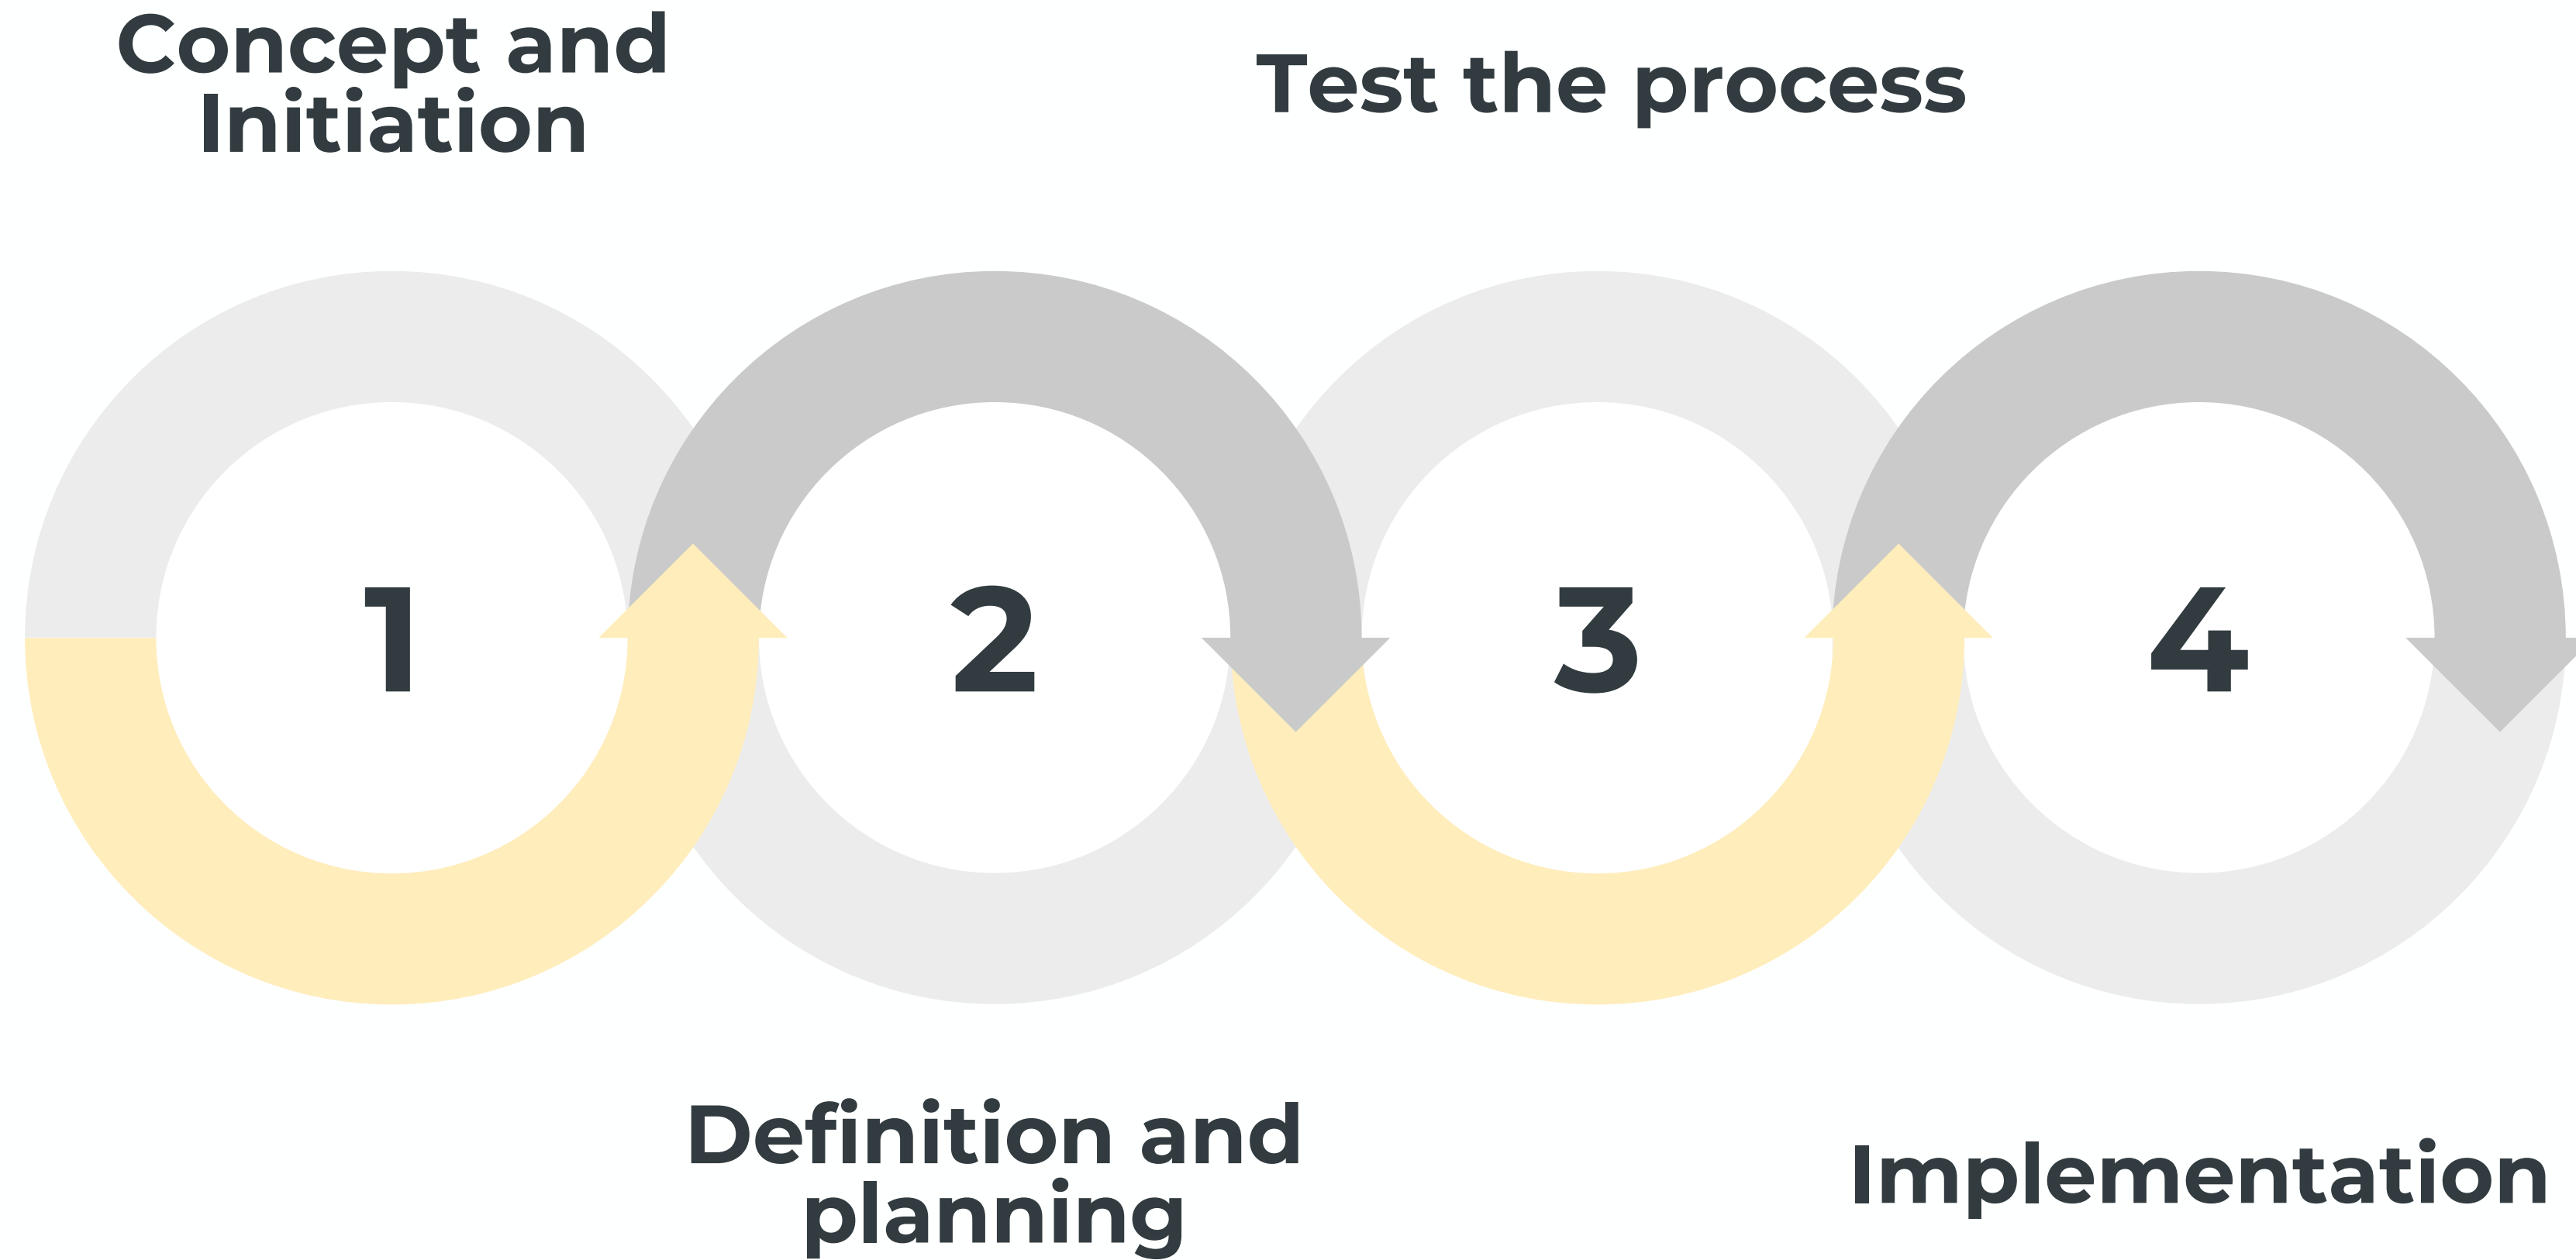 Concept and
Initiation
Test the process
1
2
3
4
Definition and
planning
Implementation